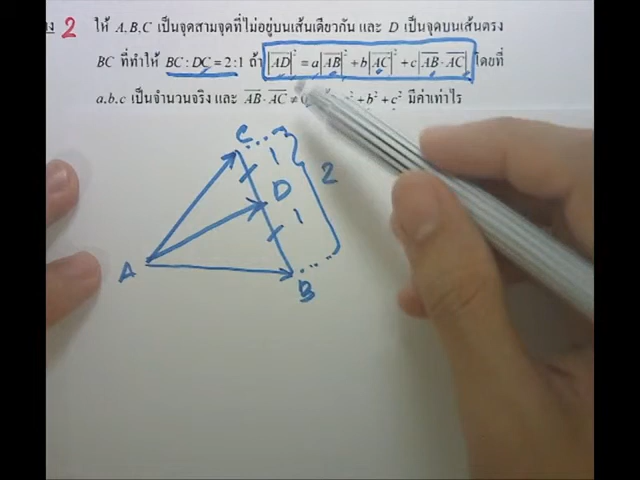 2 ให้ A,B,C เป็นจุดสามจุดที่ไม่อยู่บนเส้นเดียวกัน และ D เป็นจุดบนเส้นตรง
BC ที่ทำให้ BC : DC = 2:1 ถ้า |AD|² = a|AB|² + b|AC|² + c|AB · AC| โดยที่
a.b.c เป็นจำนวนจริง และ AB · AC ≠ ² + b² + c² มีค่าเท่าไร
C
1
2
D
1
A
B